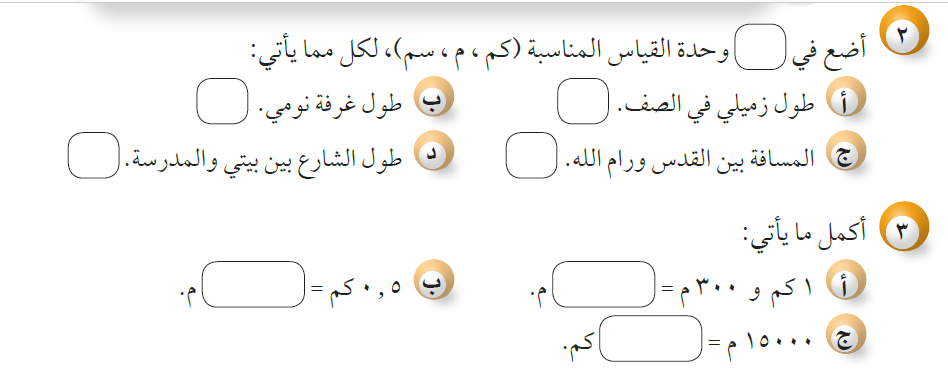 ٢ أضع في وحدة القياس المناسبة (كم ، م ، سم)، لكل مما يأتي:
أ طول زميلي في الصف. ب طول غرفة نومي.
ج المسافة بين القدس ورام الله. د طول الشارع بين بيتي والمدرسة.
٣ أكمل ما يأتي:
أ ١ كم و ٣٠٠ م = م. ب ٠,٥ كم = م.
ج ١٥٠٠٠ م = كم.